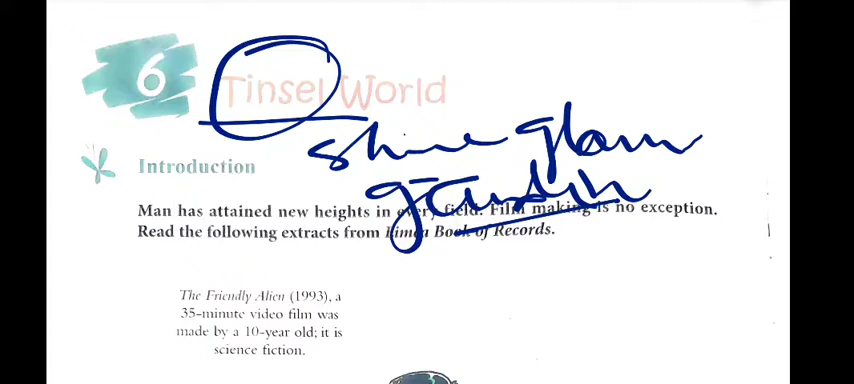 6
Tinsel World
shine glam
Introduction
Man has attained new heights in every field. Film making is no exception.
Read the following extracts from Limca Book of Records.
The Friendly Alien (1993), a
35-minute video film was
made by a 10-year old; it is
science fiction.